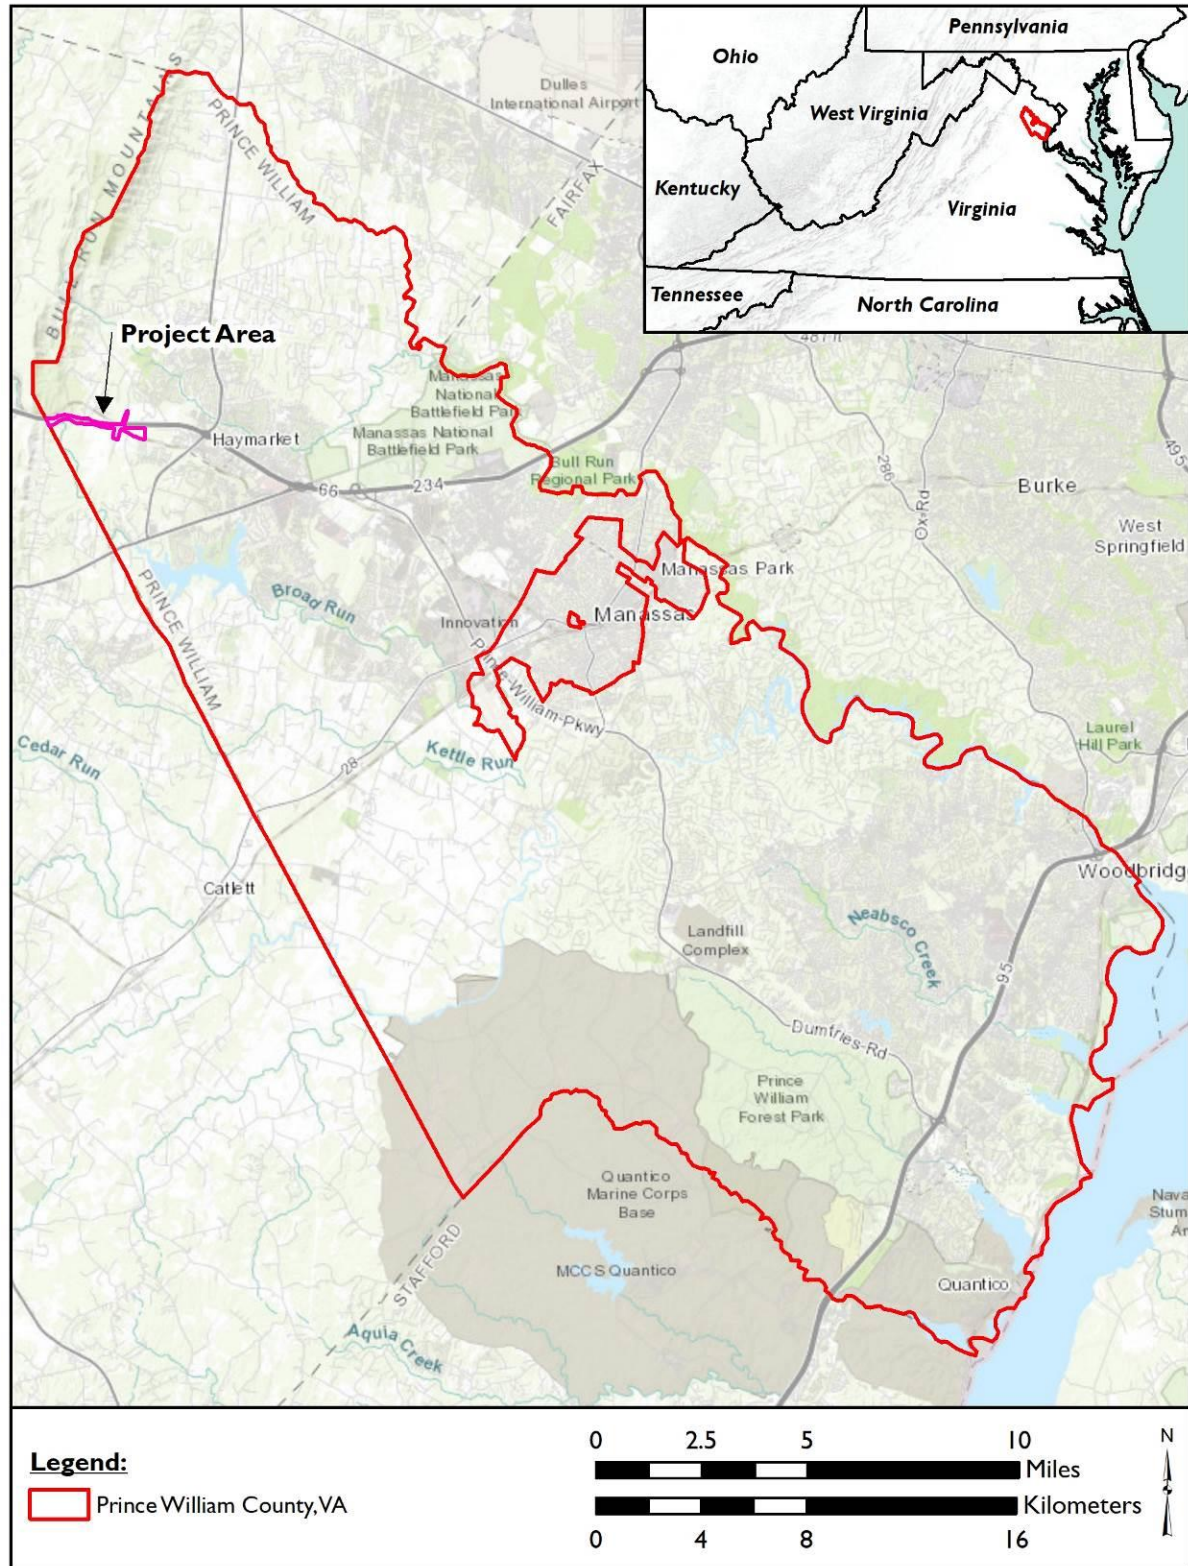 Pennsylvania
Ohio
West Virginia
Kentucky
Virginia
Tennessee
North Carolina
Dulles
International Airport
PRINCE WILLIAM
FAIRFAX
BULL RUN MOUNTAINS
Project Area
Manassas
National
Battlefield Park
Manassas National
Battlefield Park
Haymarket
Bull Run
Regional Park
66
234
286
Ox-Rd
495
Burke
West
Springfield
PRINCE WILLIAM
Broad Run
Innovation
Manassas Park
Manassas
Prince-William-Pkwy
Kettle Run
Cedar Run
28
Laurel
Hill Park
Catlett
Woodbridge
Landfill
Complex
Neabsco
Creek
95
Dumfries-Rd
Prince
William
Forest Park
Quantico
Marine Corps
Base
MCCS Quantico
Quantico
STAFFORD
Aquia Creek
Legend:
Prince William County, VA
0 2.5 5 10
Miles
Kilometers
0 4 8 16
N